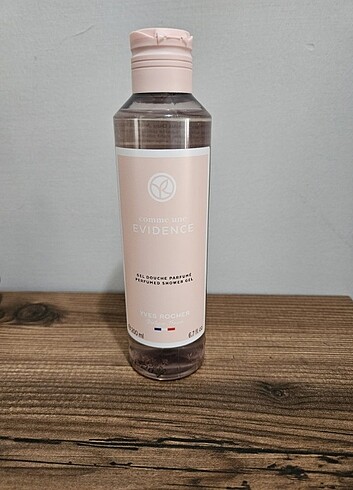 comme une
EVIDENCE
GEL DOUCHE PARFUMÉ
PERFUMED SHOWER GEL
YVES ROCHER
200 ml 6.7 fl.oz